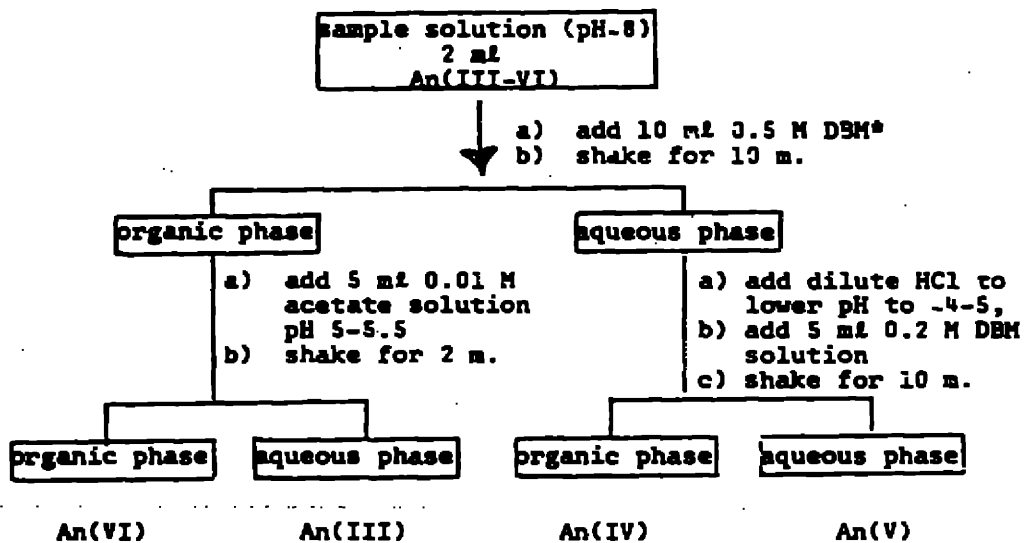 sample solution (pH~8)
2 mℓ
An(III-VI)
a) add 10 mℓ 0.5 M DBM*
b) shake for 10 m.
organic phase
aqueous phase
a) add 5 mℓ 0.01 M
acetate solution
pH 5-5.5
b) shake for 2 m.
a) add dilute HCl to
lower pH to ~4-5,
b) add 5 mℓ 0.2 M DBM
solution
c) shake for 10 m.
organic phase
aqueous phase
organic phase
aqueous phase
An(VI)
An(III)
An(IV)
An(V)